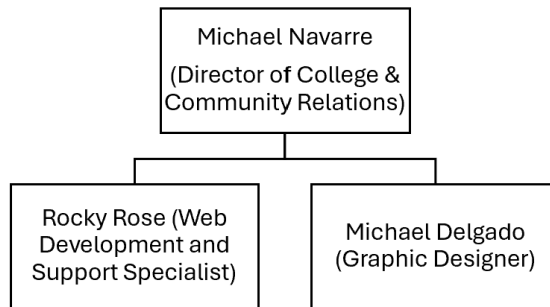 Michael Navarre
(Director of College &
Community Relations)
Rocky Rose (Web
Development and
Support Specialist)
Michael Delgado
(Graphic Designer)